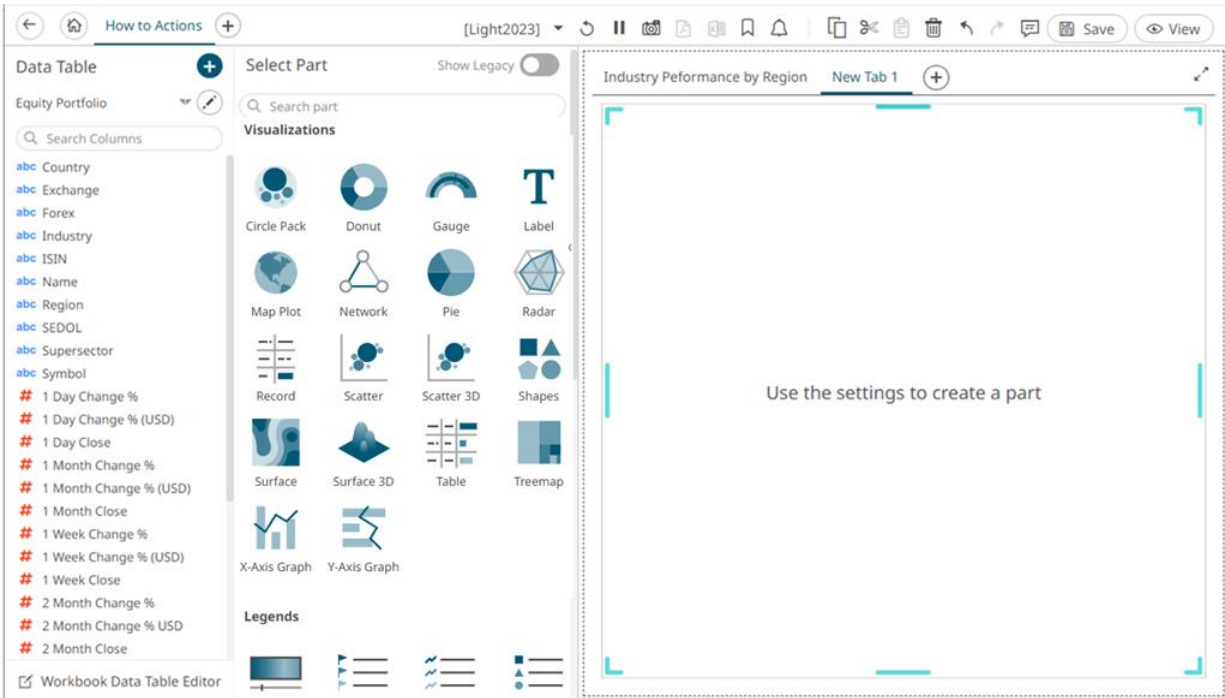 How to Actions
[Light2023]
Save
View
Data Table
Equity Portfolio
Search Columns
abc Country
abc Exchange
abc Forex
abc Industry
abc ISIN
abc Name
abc Region
abc SEDOL
abc Supersector
abc Symbol
# 1 Day Change %
# 1 Day Change % (USD)
# 1 Day Close
# 1 Month Change %
# 1 Month Change % (USD)
# 1 Month Close
# 1 Week Change %
# 1 Week Change % (USD)
# 1 Week Close
# 2 Month Change %
# 2 Month Change % USD
# 2 Month Close
Workbook Data Table Editor
Select Part
Show Legacy
Search part
Visualizations
Circle Pack
Donut
Gauge
T
Label
Map Plot
Network
Pie
Radar
Record
Scatter
Scatter 3D
Shapes
Surface
Surface 3D
Table
Treemap
X-Axis Graph
Y-Axis Graph
Legends
Industry Peformance by Region
New Tab 1
Use the settings to create a part